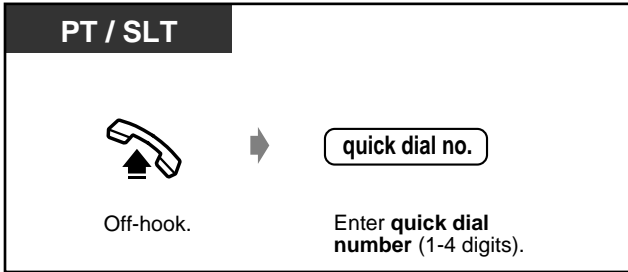 PT / SLT
quick dial no.
Off-hook.
Enter quick dial
number (1-4 digits).